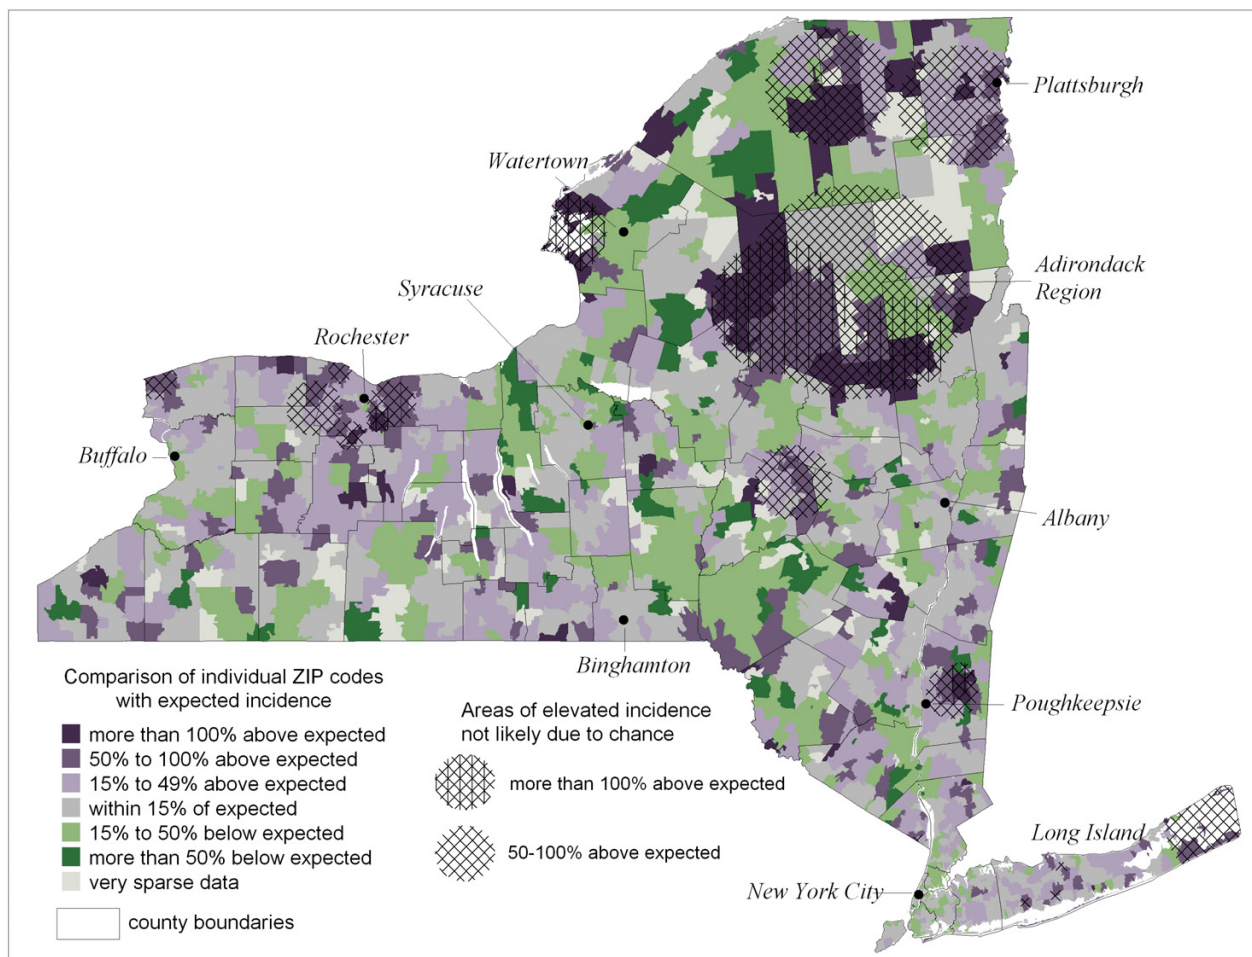 Plattsburgh
Watertown
Adirondack
Region
Syracuse
Rochester
Buffalo
Albany
Binghamton
Poughkeepsie
Long Island
New York City
Comparison of individual ZIP codes
with expected incidence
more than 100% above expected
50% to 100% above expected
15% to 49% above expected
within 15% of expected
15% to 50% below expected
more than 50% below expected
very sparse data
county boundaries
Areas of elevated incidence
not likely due to chance
more than 100% above expected
50-100% above expected